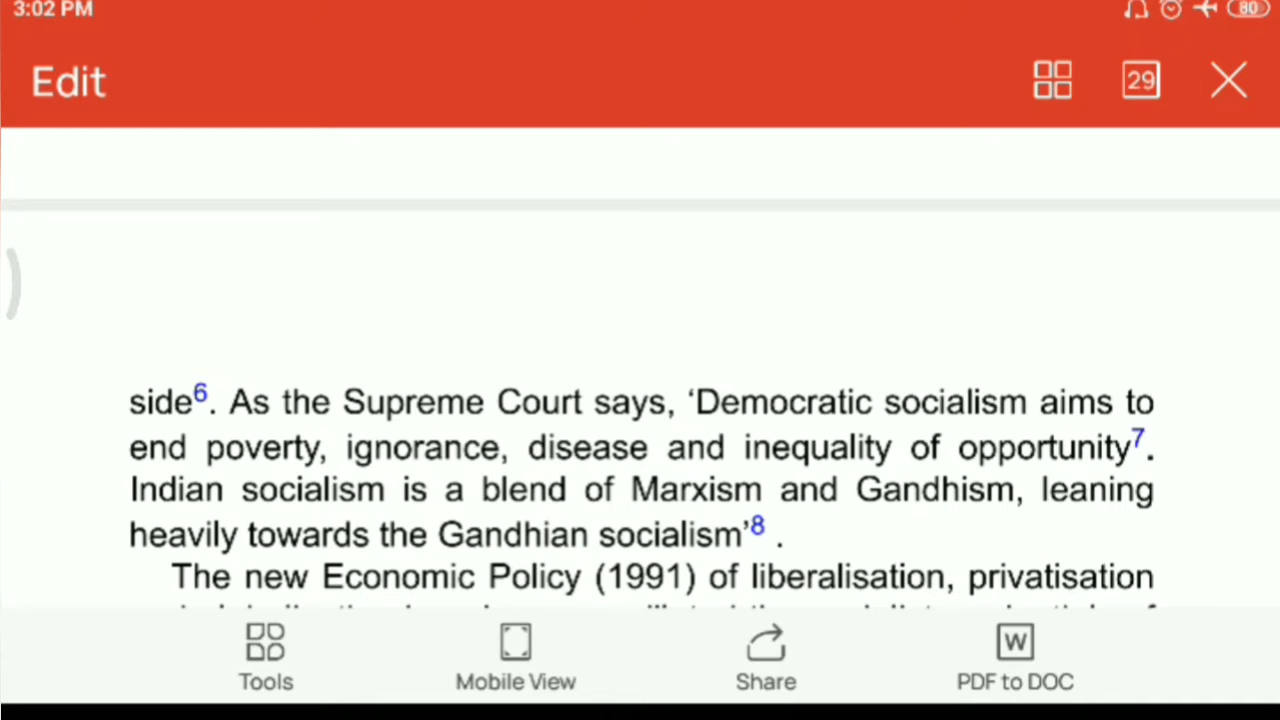 3:02 PM 80
Edit 29
side6. As the Supreme Court says, ‘Democratic socialism aims to
end poverty, ignorance, disease and inequality of opportunity7.
Indian socialism is a blend of Marxism and Gandhism, leaning
heavily towards the Gandhian socialism’8 .
The new Economic Policy (1991) of liberalisation, privatisation
W
Tools Mobile View Share PDF to DOC